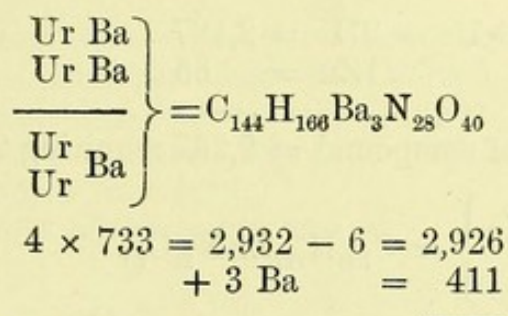 Ur Ba
Ur Ba
Ur
Ur Ba
=C₁₄₄H₁₆₆Ba₃N₂₈O₄₀
4 × 733 = 2,932 − 6 = 2,926
+ 3 Ba = 411